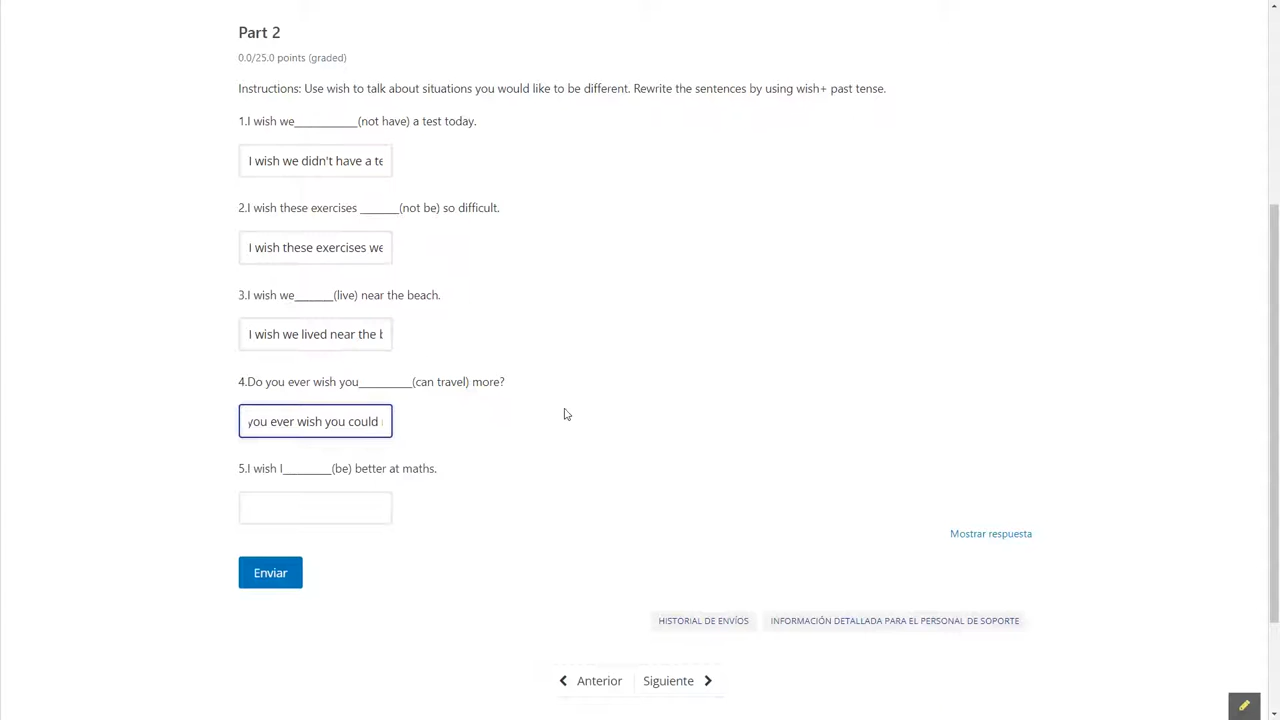 Part 2
0.0/25.0 points (graded)
Instructions: Use wish to talk about situations you would like to be different. Rewrite the sentences by using wish+ past tense.
1.I wish we___________(not have) a test today.
I wish we didn't have a te
2.I wish these exercises _______(not be) so difficult.
I wish these exercises we
3.I wish we_______(live) near the beach.
I wish we lived near the b
4.Do you ever wish you_________(can travel) more?
you ever wish you could
5.I wish I________(be) better at maths.
Mostrar respuesta
Enviar
HISTORIAL DE ENVÍOS INFORMACIÓN DETALLADA PARA EL PERSONAL DE SOPORTE
Anterior Siguiente